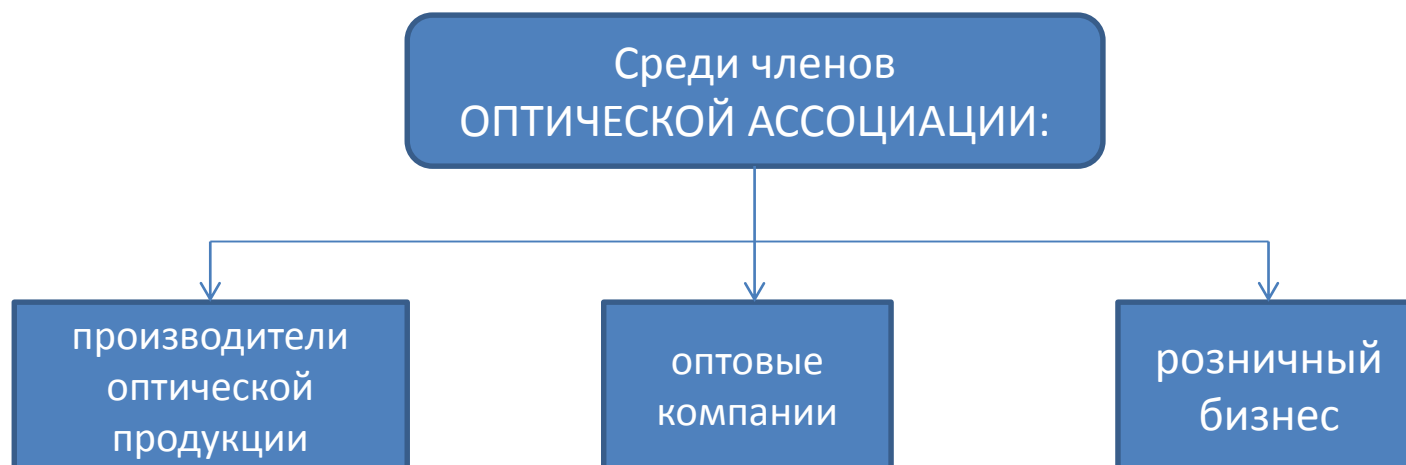 Среди членов
ОПТИЧЕСКОЙ АССОЦИАЦИИ:
производители
оптической
продукции
оптовые
компании
розничный
бизнес